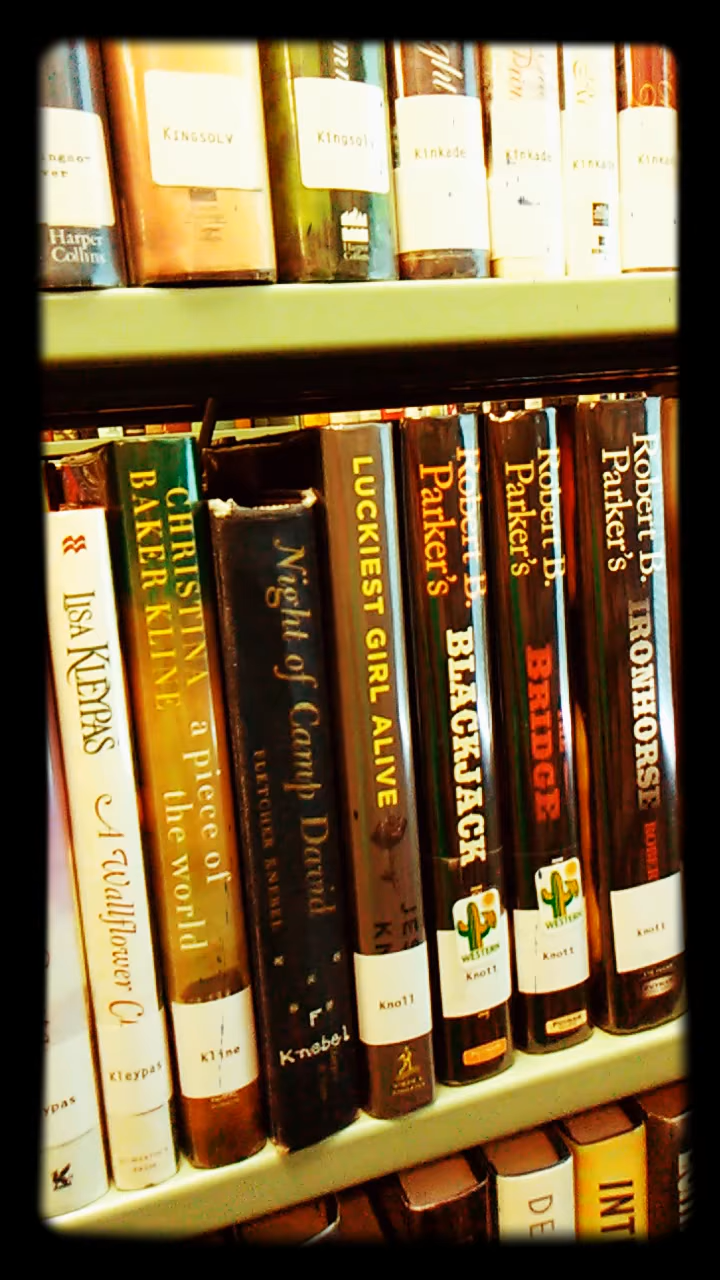 Harper
Collins
KINGSOLV
Kingsolv
Kinkade
Kinkade
Kinkade
LISA KLEYPAS
A Wallflower
Kleypas
CHRISTINA
BAKER KLINE
a piece of
the world
Kline
Night of Camp David
FLETCHER KNEBEL
F
Knebel
LUCKIEST GIRL ALIVE
Knoll
Robert B.
Parker's
BLACKJACK
WESTERN
Knott
Robert B.
Parker's
BRIDGE
WESTERN
Knott
Robert B.
Parker's
IRONHORSE
Knott
DE
INT